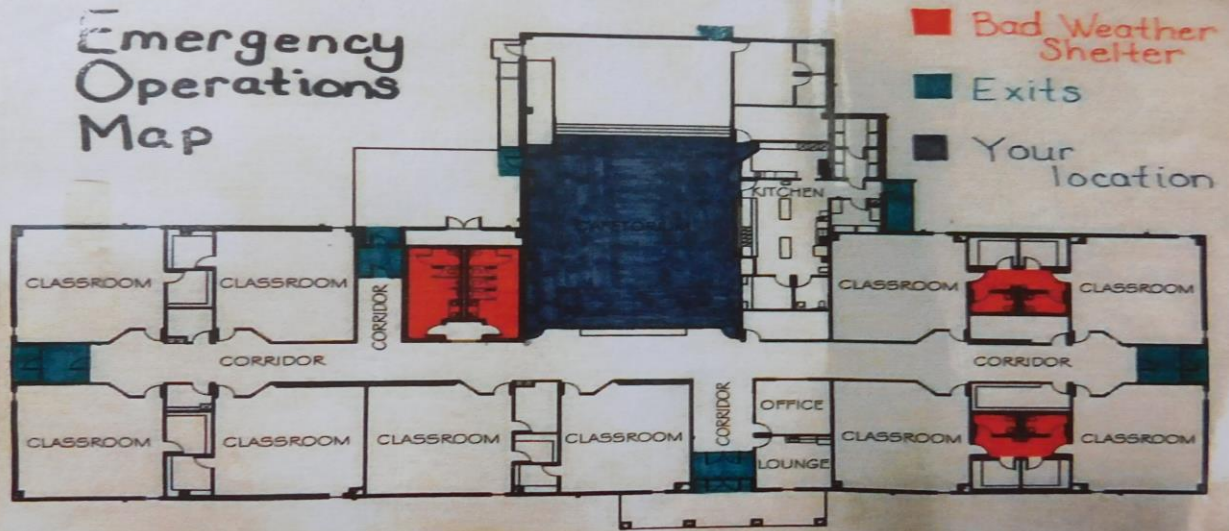 Emergency
Operations
Map
Bad Weather
Shelter
Exits
Your
location
KITCHEN
CLASSROOM
CLASSROOM
CORRIDOR
CLASSROOM
CLASSROOM
CORRIDOR
CORRIDOR
CLASSROOM
CLASSROOM
CLASSROOM
CLASSROOM
CORRIDOR
OFFICE
LOUNGE
CLASSROOM
CLASSROOM